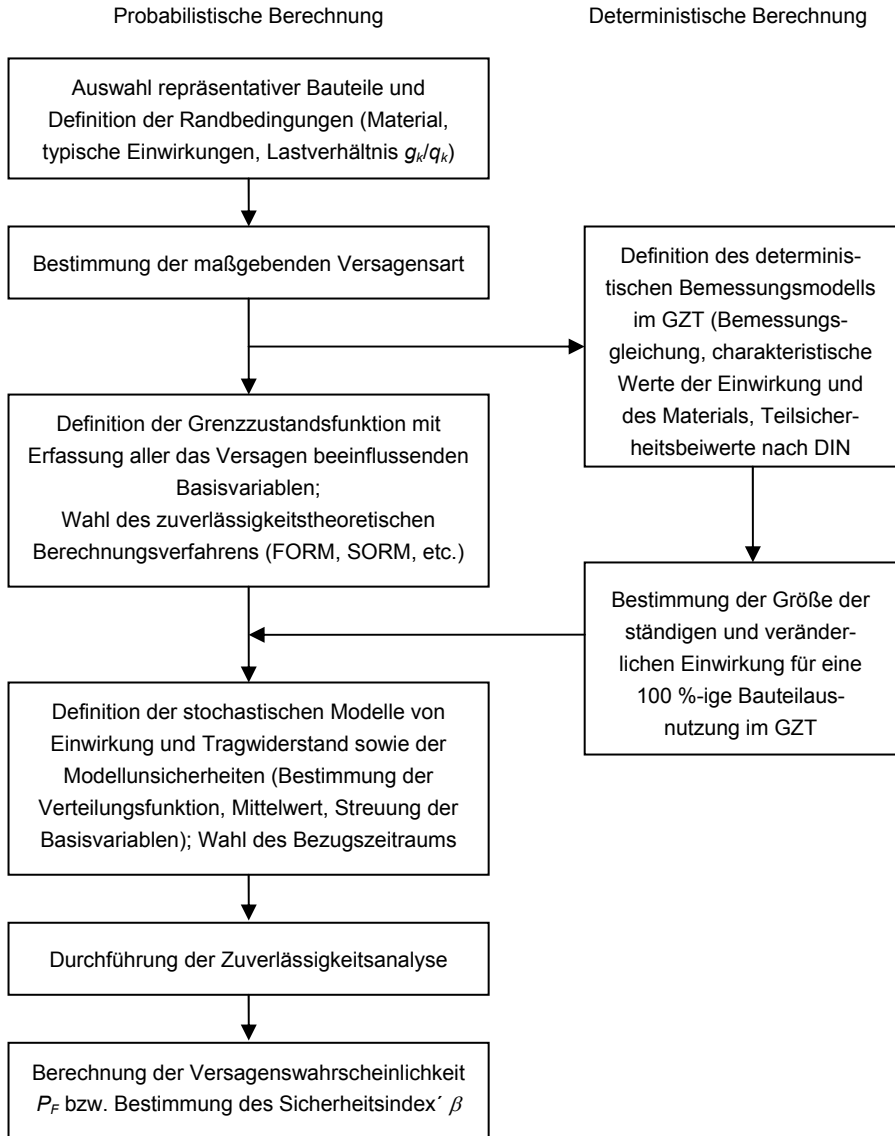 Probabilistische Berechnung
Deterministische Berechnung
Auswahl repräsentativer Bauteile und
Definition der Randbedingungen (Material,
typische Einwirkungen, Lastverhältnis gk/qk)
Bestimmung der maßgebenden Versagensart
Definition des determinis-
tischen Bemessungsmodells
im GZT (Bemessungs-
gleichung, charakteristische
Werte der Einwirkung und
des Materials, Teilsicher-
heitsbeiwerte nach DIN
Definition der Grenzzustandsfunktion mit
Erfassung aller das Versagen beeinflussenden
Basisvariablen;
Wahl des zuverlässigkeitstheoretischen
Berechnungsverfahrens (FORM, SORM, etc.)
Bestimmung der Größe der
ständigen und veränder-
lichen Einwirkung für eine
100 %-ige Bauteilaus-
nutzung im GZT
Definition der stochastischen Modelle von
Einwirkung und Tragwiderstand sowie der
Modellunsicherheiten (Bestimmung der
Verteilungsfunktion, Mittelwert, Streuung der
Basisvariablen); Wahl des Bezugszeitraums
Durchführung der Zuverlässigkeitsanalyse
Berechnung der Versagenswahrscheinlichkeit
PF bzw. Bestimmung des Sicherheitsindex´ β